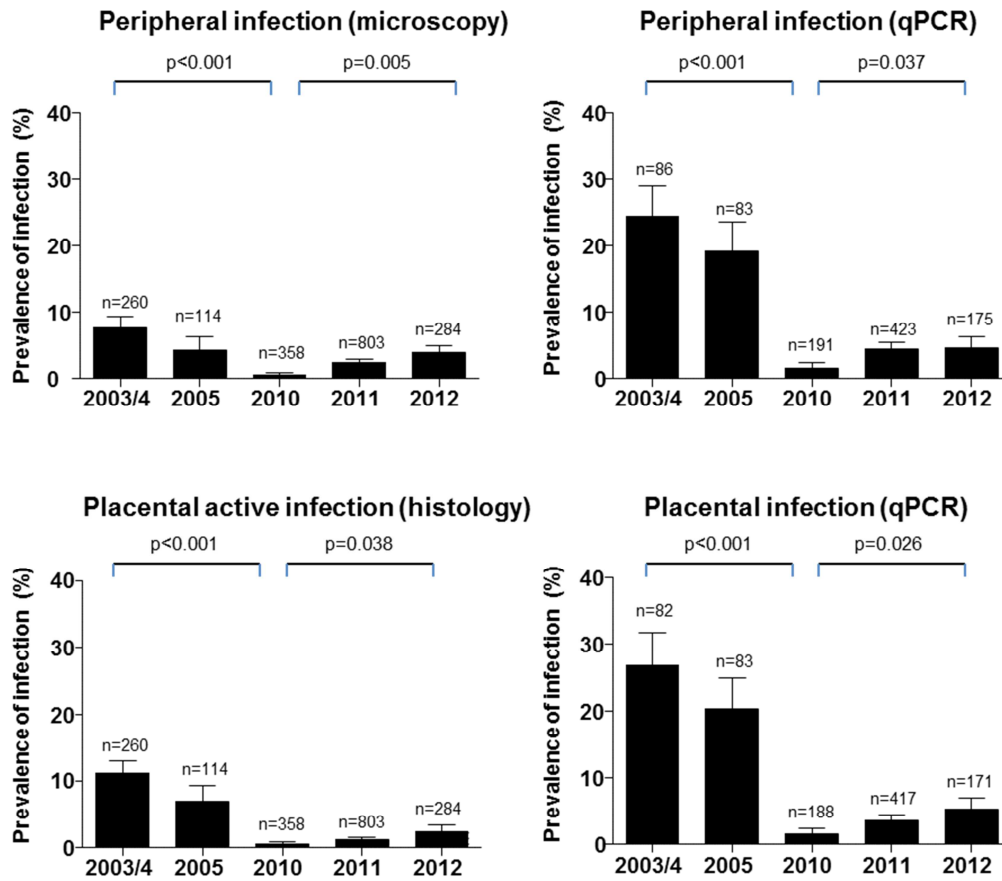 Peripheral infection (microscopy)
p<0.001 p=0.005
Prevalence of infection (%)
40
30
20
10
0
n=260 n=114 n=358 n=803 n=284
2003/4 2005 2010 2011 2012
Peripheral infection (qPCR)
p<0.001 p=0.037
Prevalence of infection (%)
40
30
20
10
0
n=86 n=83 n=191 n=423 n=175
2003/4 2005 2010 2011 2012
Placental active infection (histology)
p<0.001 p=0.038
Prevalence of infection (%)
40
30
20
10
0
n=260 n=114 n=358 n=803 n=284
2003/4 2005 2010 2011 2012
Placental infection (qPCR)
p<0.001 p=0.026
Prevalence of infection (%)
40
30
20
10
0
n=82 n=83 n=188 n=417 n=171
2003/4 2005 2010 2011 2012